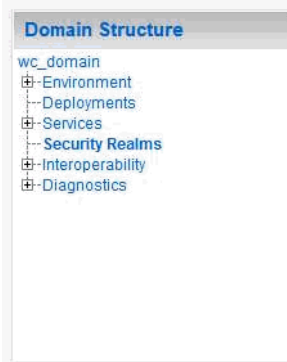 Domain Structure
wc_domain
Environment
Deployments
Services
Security Realms
Interoperability
Diagnostics